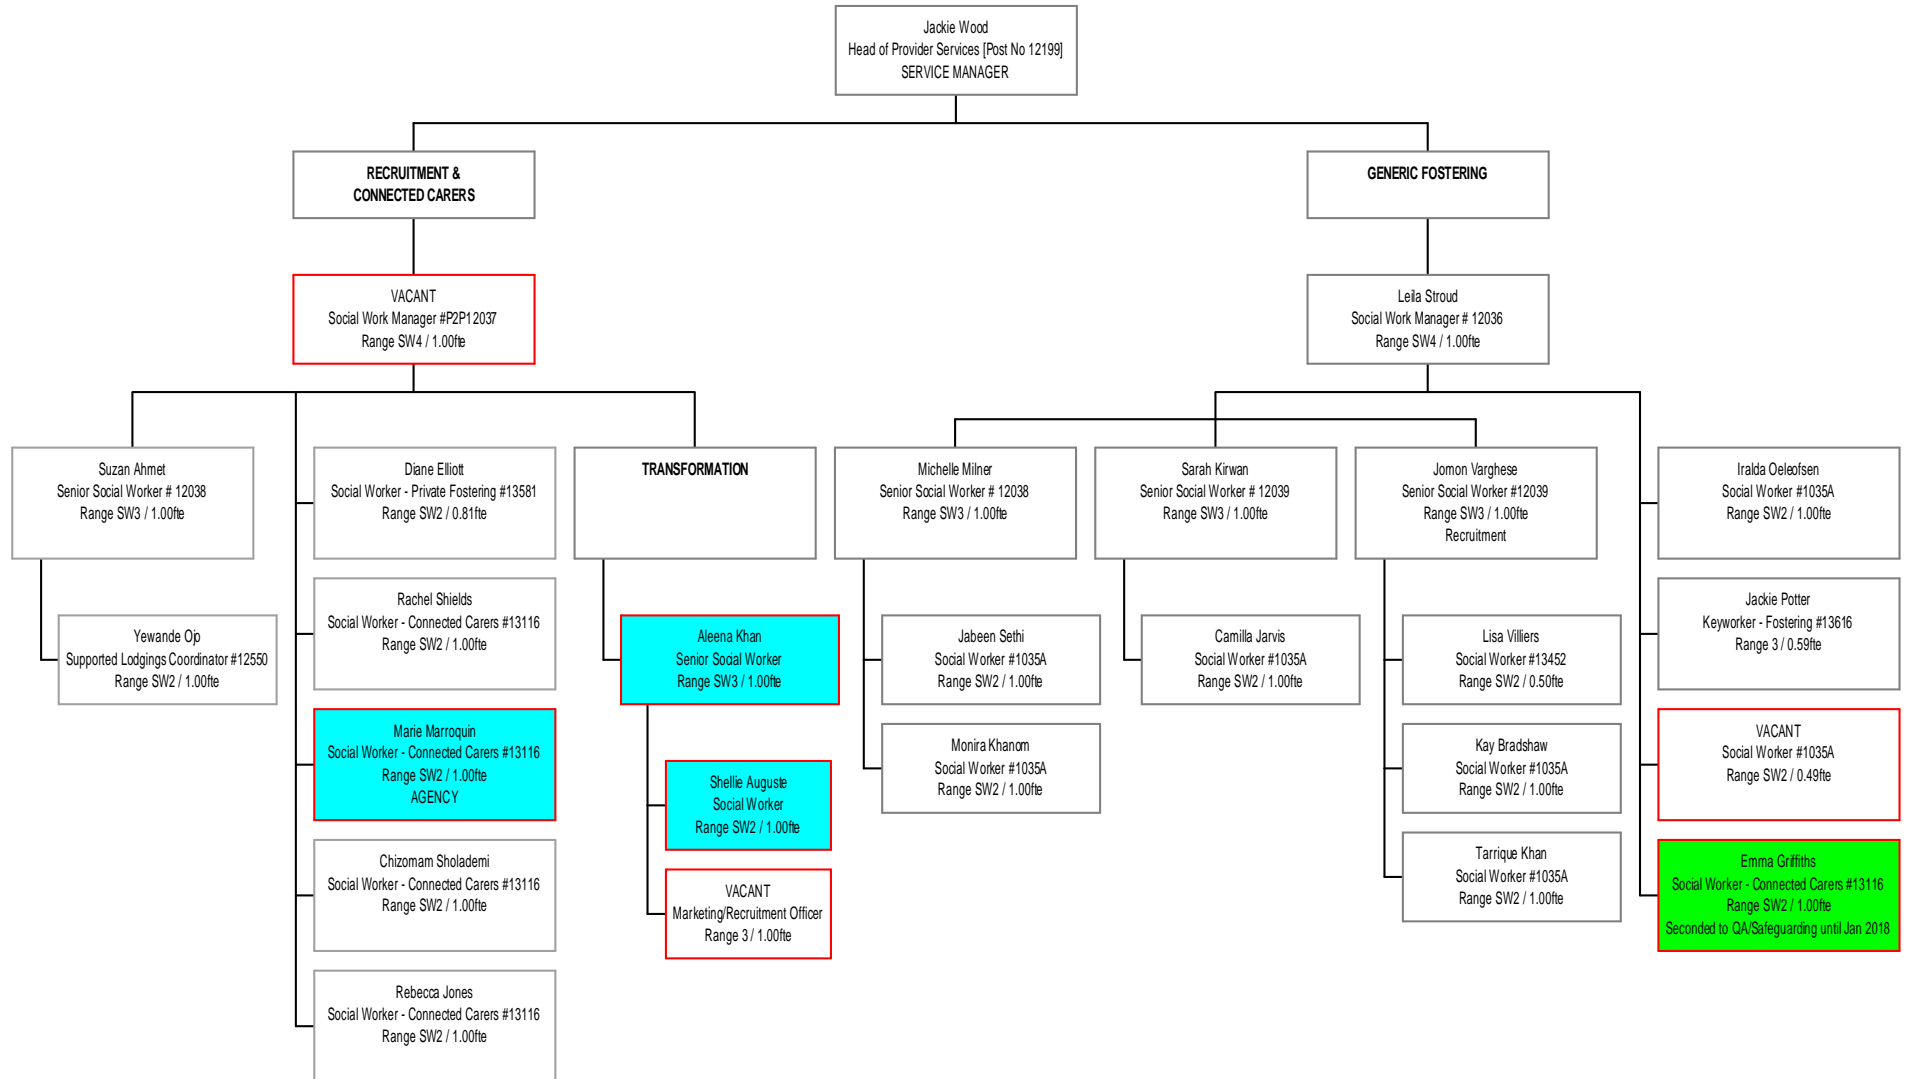 Jackie Wood
Head of Provider Services [Post No 12199]
SERVICE MANAGER
RECRUITMENT &
CONNECTED CARERS
GENERIC FOSTERING
VACANT
Social Work Manager #P2P12037
Range SW4 / 1.00fte
Leila Stroud
Social Work Manager # 12036
Range SW4 / 1.00fte
Suzan Ahmet
Senior Social Worker # 12038
Range SW3 / 1.00fte
Yewande Ojo
Supported Lodgings Coordinator #12550
Range SW2 / 1.00fte
Diane Elliott
Social Worker - Private Fostering #13581
Range SW2 / 0.81fte
Rachel Shields
Social Worker - Connected Carers #13116
Range SW2 / 1.00fte
Marie Marroquin
Social Worker - Connected Carers #13116
Range SW2 / 1.00fte
AGENCY
Chizomam Sholademi
Social Worker - Connected Carers #13116
Range SW2 / 1.00fte
Rebecca Jones
Social Worker - Connected Carers #13116
Range SW2 / 1.00fte
TRANSFORMATION
Aleena Khan
Senior Social Worker
Range SW3 / 1.00fte
Shellie Auguste
Social Worker
Range SW2 / 1.00fte
VACANT
Marketing/Recruitment Officer
Range 3 / 1.00fte
Michelle Milner
Senior Social Worker # 12038
Range SW3 / 1.00fte
Jabeen Sethi
Social Worker #1035A
Range SW2 / 1.00fte
Monira Khanom
Social Worker #1035A
Range SW2 / 1.00fte
Sarah Kirwan
Senior Social Worker # 12039
Range SW3 / 1.00fte
Camilla Jarvis
Social Worker #1035A
Range SW2 / 1.00fte
Jomon Varghese
Senior Social Worker #12039
Range SW3 / 1.00fte
Recruitment
Lisa Villiers
Social Worker #13452
Range SW2 / 0.50fte
Kay Bradshaw
Social Worker #1035A
Range SW2 / 1.00fte
Tarrique Khan
Social Worker #1035A
Range SW2 / 1.00fte
Iralda Oeleofsen
Social Worker #1035A
Range SW2 / 1.00fte
Jackie Potter
Keyworker - Fostering #13616
Range 3 / 0.59fte
VACANT
Social Worker #1035A
Range SW2 / 0.49fte
Emma Griffiths
Social Worker - Connected Carers #13116
Range SW2 / 1.00fte
Seconded to QA/Safeguarding until Jan 2018